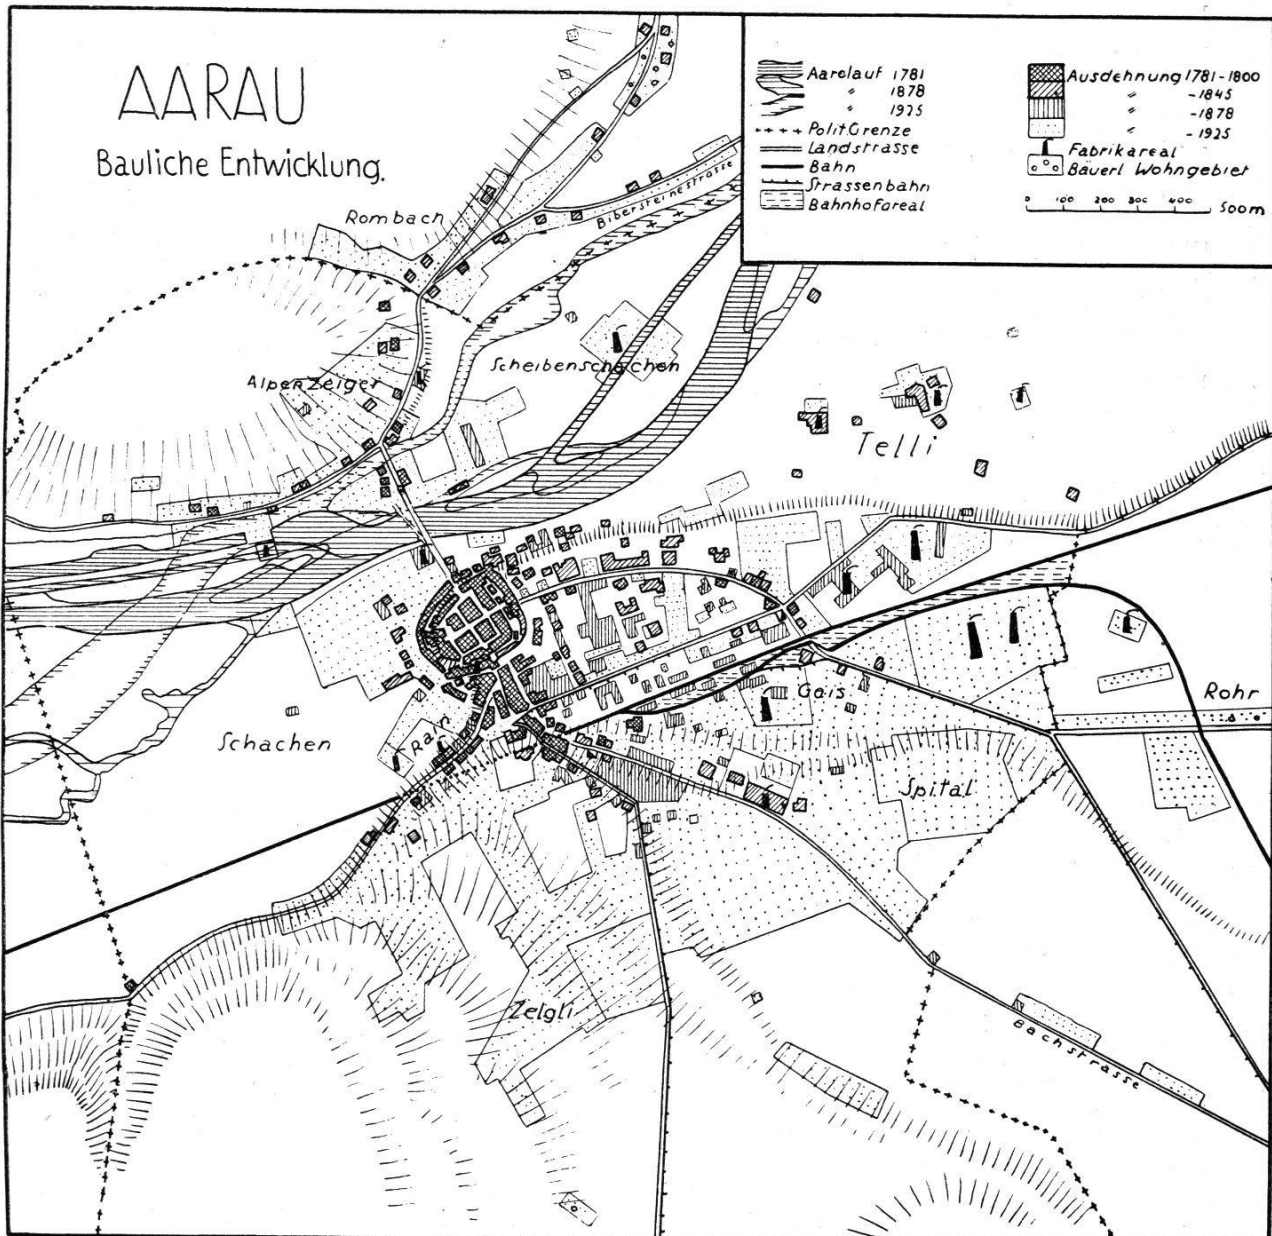 AARAU
Bauliche Entwicklung.
Aarelauf 1781
" 1878
" 1925
Polit. Grenze
Landstrasse
Bahn
Strassenbahn
Bahnhofareal
Ausdehnung 1781-1800
" -1845
" -1878
" -1925
Fabrikareal
Bäuerl Wohngebiet
0 100 200 300 400 500m
Rombach
Bibersteinestrasse
Alpenzeiger
Scheibenschachen
Telli
Schachen
Rain
Gais
Rohr
Spital
Zelgli
Bachstrasse